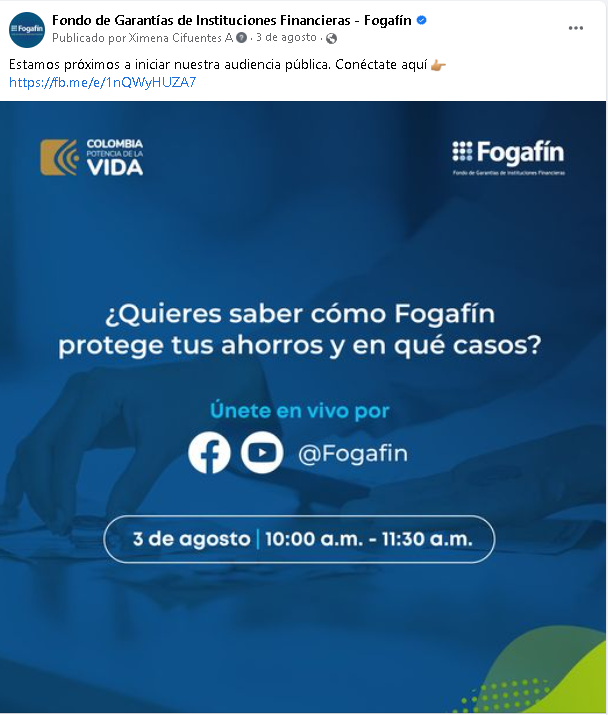 Fondo de Garantías de Instituciones Financieras - Fogafín
Publicado por Ximena Cifuentes A · 3 de agosto ·
Estamos próximos a iniciar nuestra audiencia pública. Conéctate aquí 👉🏽
https://fb.me/e/1nQWyHUZA7
Fogafín
COLOMBIA
POTENCIA DE LA
VIDA
Fogafín
Fondo de Garantías de Instituciones Financieras
¿Quieres saber cómo Fogafín
protege tus ahorros y en qué casos?
Únete en vivo por
@Fogafin
3 de agosto | 10:00 a.m. - 11:30 a.m.